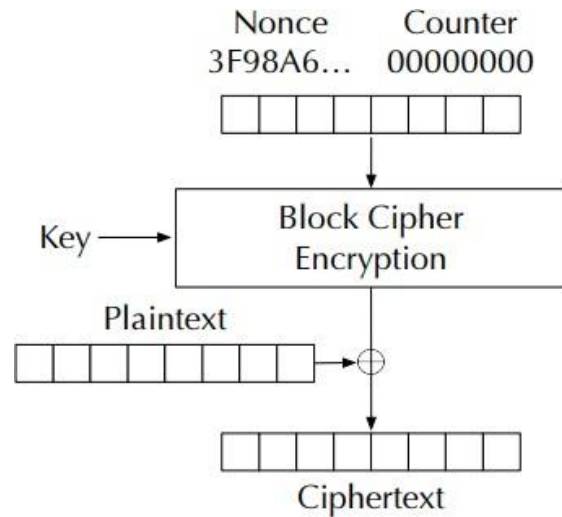 Nonce Counter
3F98A6... 00000000
Key
Block Cipher
Encryption
Plaintext
Ciphertext